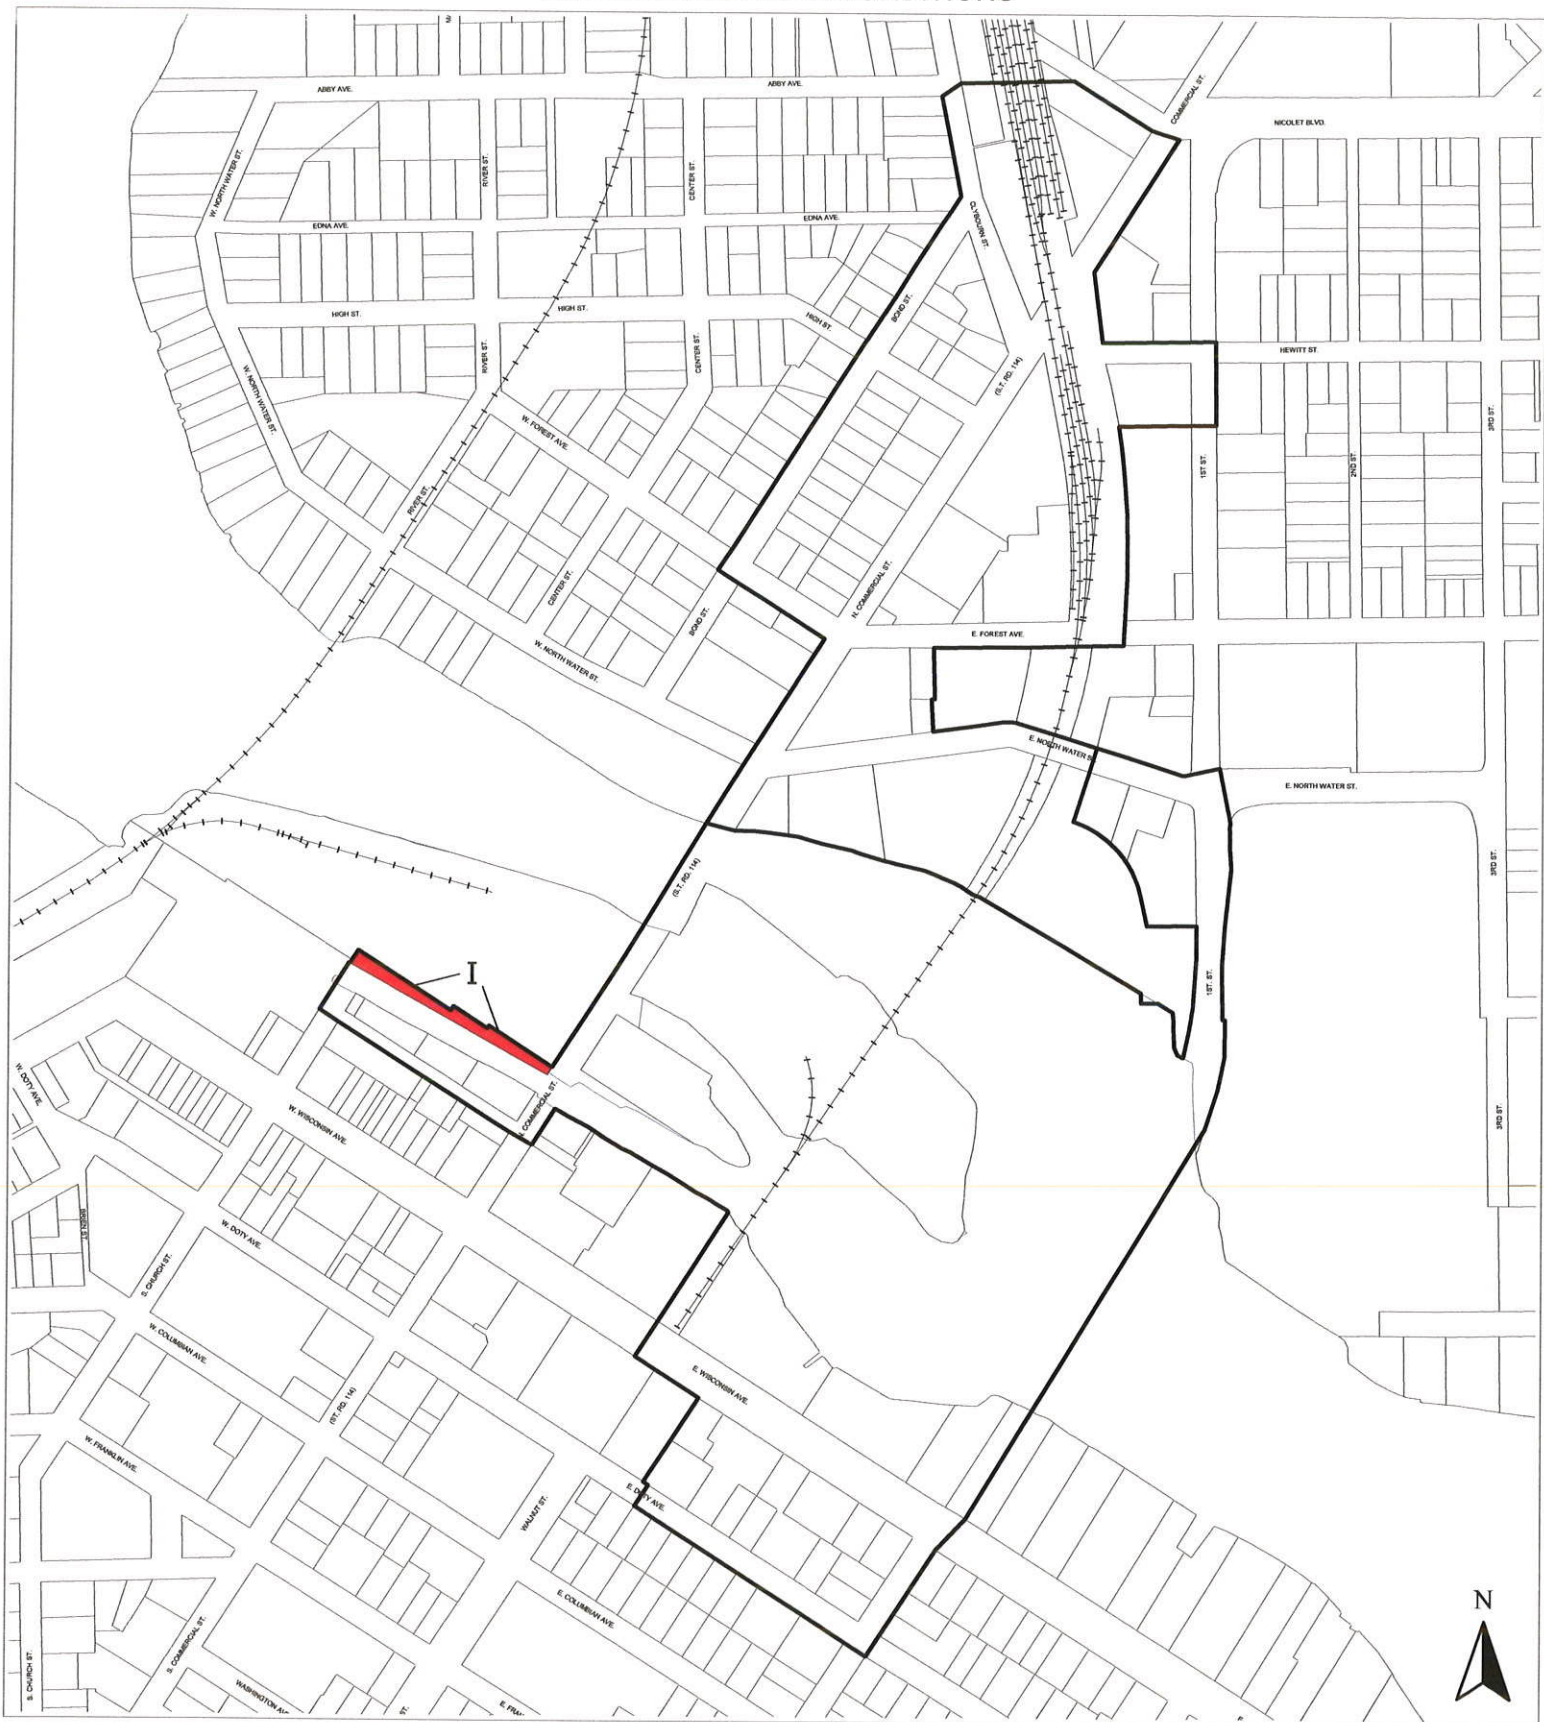 ABBY AVE.
ABBY AVE.
COMMERCIAL ST.
NICOLET BLVD.
W. NORTH WATER ST.
RIVER ST.
CENTER ST.
EDNA AVE.
EDNA AVE.
CLYBOURN ST.
HIGH ST.
HIGH ST.
HIGH ST.
BOND ST.
HEWITT ST.
RIVER ST.
CENTER ST.
(S.T. RD. 114)
W. NORTH WATER ST.
W. FOREST AVE.
3RD ST.
2ND ST.
1ST ST.
RIVER ST.
CENTER ST.
N. COMMERCIAL ST.
BOND ST.
E. FOREST AVE.
W. NORTH WATER ST.
E. NORTH WATER S
E. NORTH WATER ST.
(S.T. RD. 114)
3RD ST.
I
1ST. ST.
W. DOTY AVE.
N. COMMERCIAL ST.
W. WISCONSIN AVE.
3RD ST.
W. DOTY AVE.
S. CHURCH ST.
W. COLUMBIAN AVE.
E. WISCONSIN AVE.
(ST. RD. 114)
W. FRANKLIN AVE.
E. DOTY AVE.
WALNUT ST.
E. COLUMBIAN AVE.
N
S. COMMERCIAL ST.
S. CHURCH ST.
WASHINGTON AV
ST.
E. FRAN